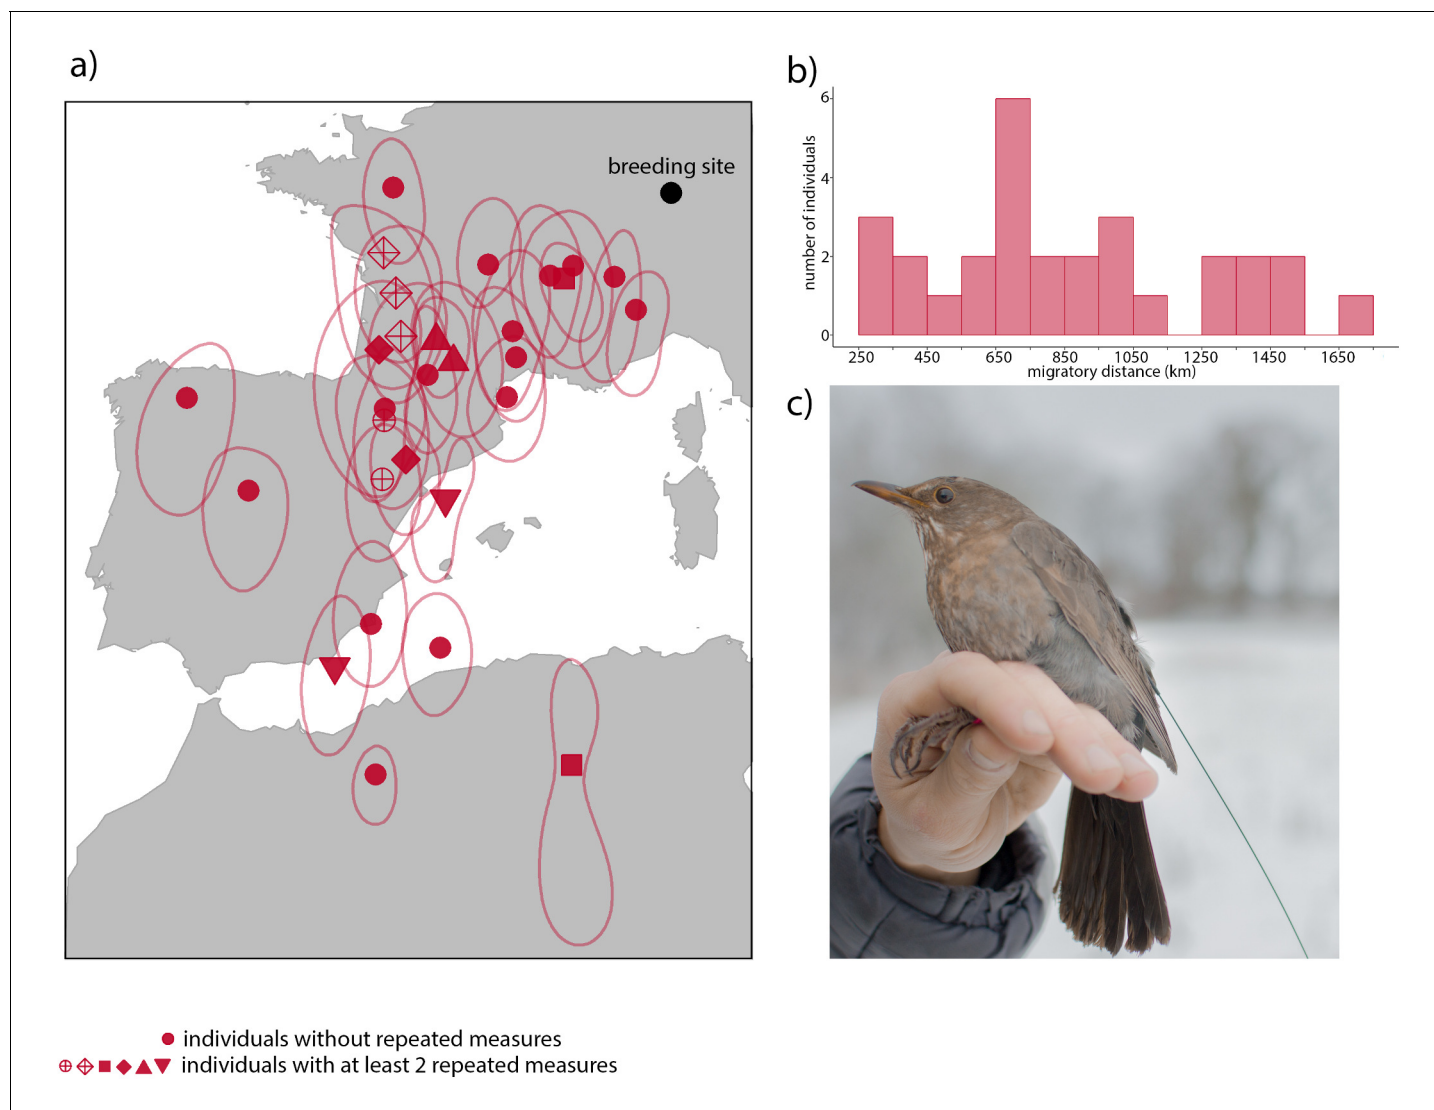 a)
breeding site
b)
number of individuals
6
4
2
0
250 450 650 850 1050 1250 1450 1650
migratory distance (km)
c)
individuals without repeated measures
individuals with at least 2 repeated measures